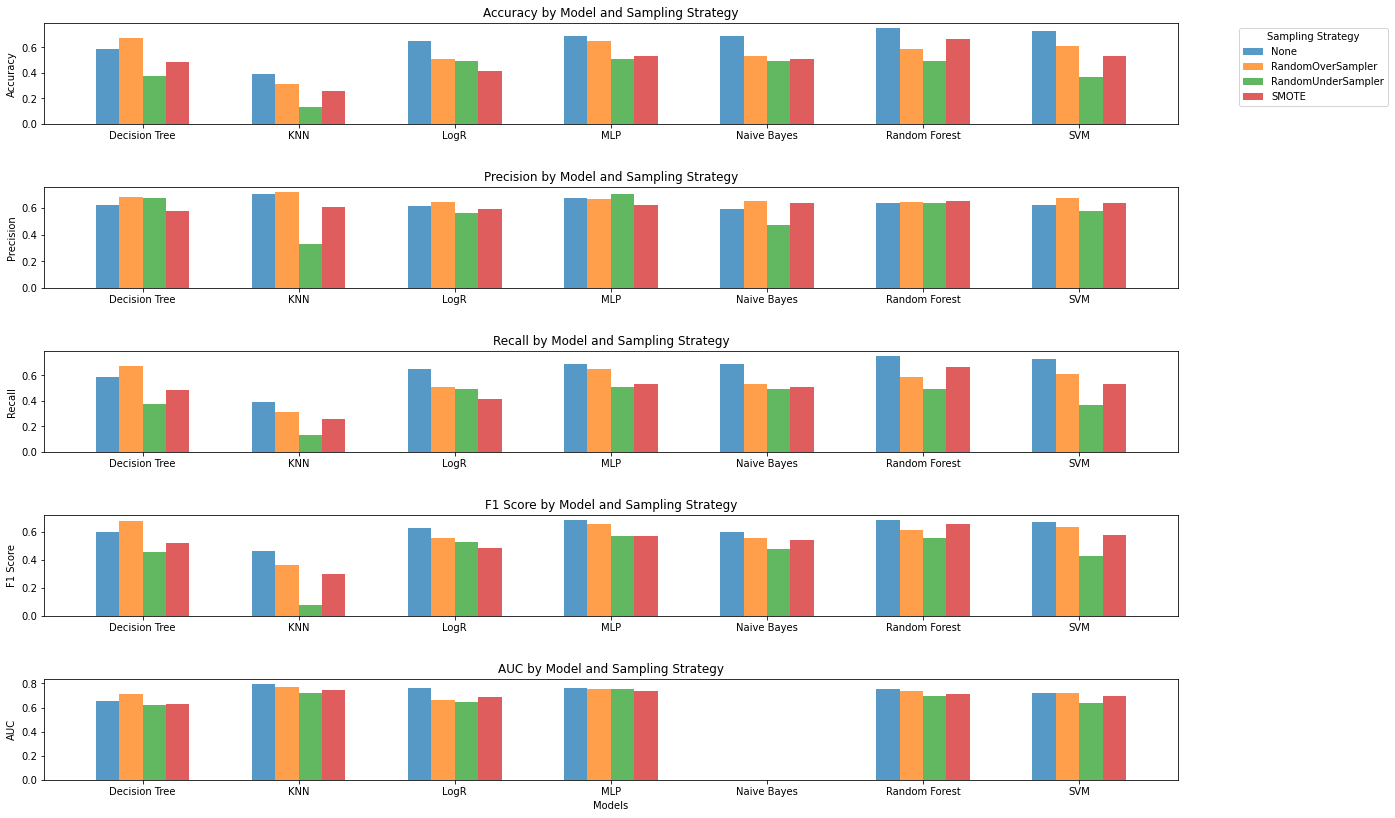 Accuracy by Model and Sampling Strategy
Accuracy
0.6
0.4
0.2
0.0
Decision Tree KNN LogR MLP Naive Bayes Random Forest SVM
Sampling Strategy
None
RandomOverSampler
RandomUnderSampler
SMOTE
Precision by Model and Sampling Strategy
Precision
0.6
0.4
0.2
0.0
Decision Tree KNN LogR MLP Naive Bayes Random Forest SVM
Recall by Model and Sampling Strategy
Recall
0.6
0.4
0.2
0.0
Decision Tree KNN LogR MLP Naive Bayes Random Forest SVM
F1 Score by Model and Sampling Strategy
F1 Score
0.6
0.4
0.2
0.0
Decision Tree KNN LogR MLP Naive Bayes Random Forest SVM
AUC by Model and Sampling Strategy
AUC
0.8
0.6
0.4
0.2
0.0
Decision Tree KNN LogR MLP Naive Bayes Random Forest SVM
Models